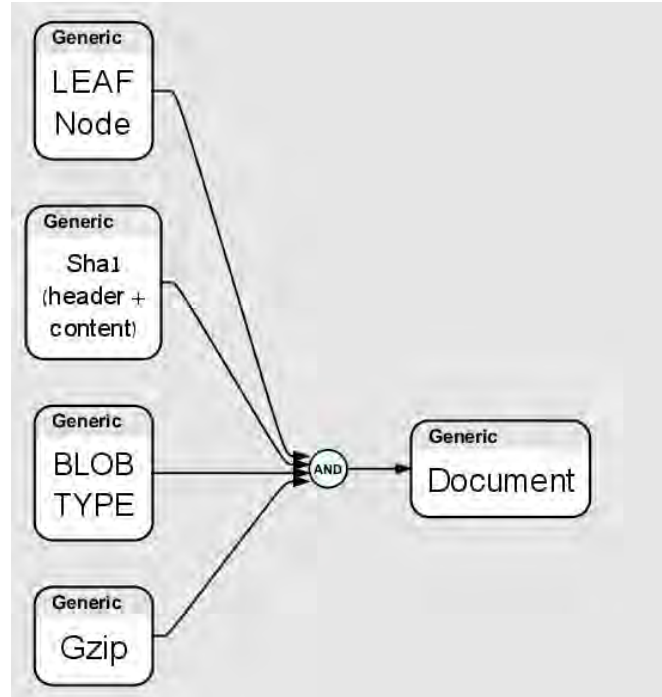 Generic
LEAF
Node
Generic
Sha1
(header +
content)
Generic
BLOB
TYPE
Generic
Gzip
AND
Generic
Document